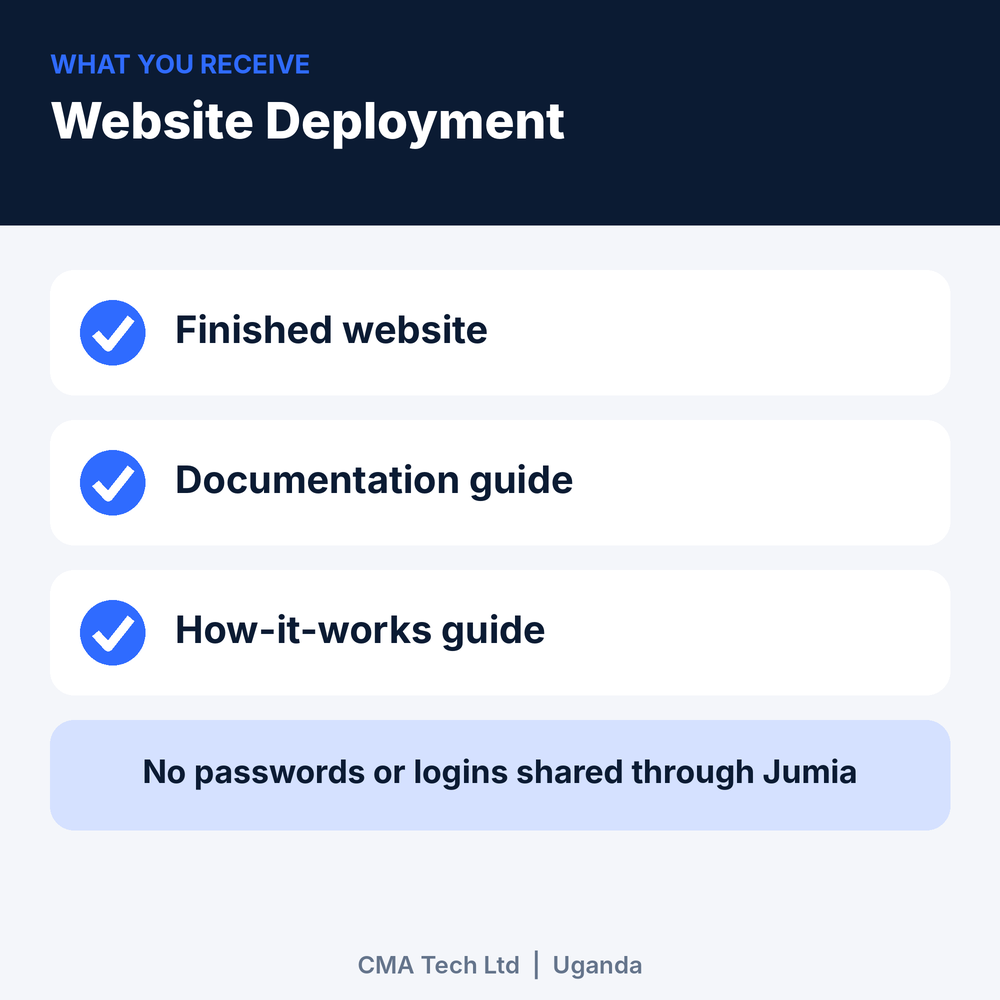 WHAT YOU RECEIVE
Website Deployment
Finished website
Documentation guide
How-it-works guide
No passwords or logins shared through Jumia
CMA Tech Ltd | Uganda